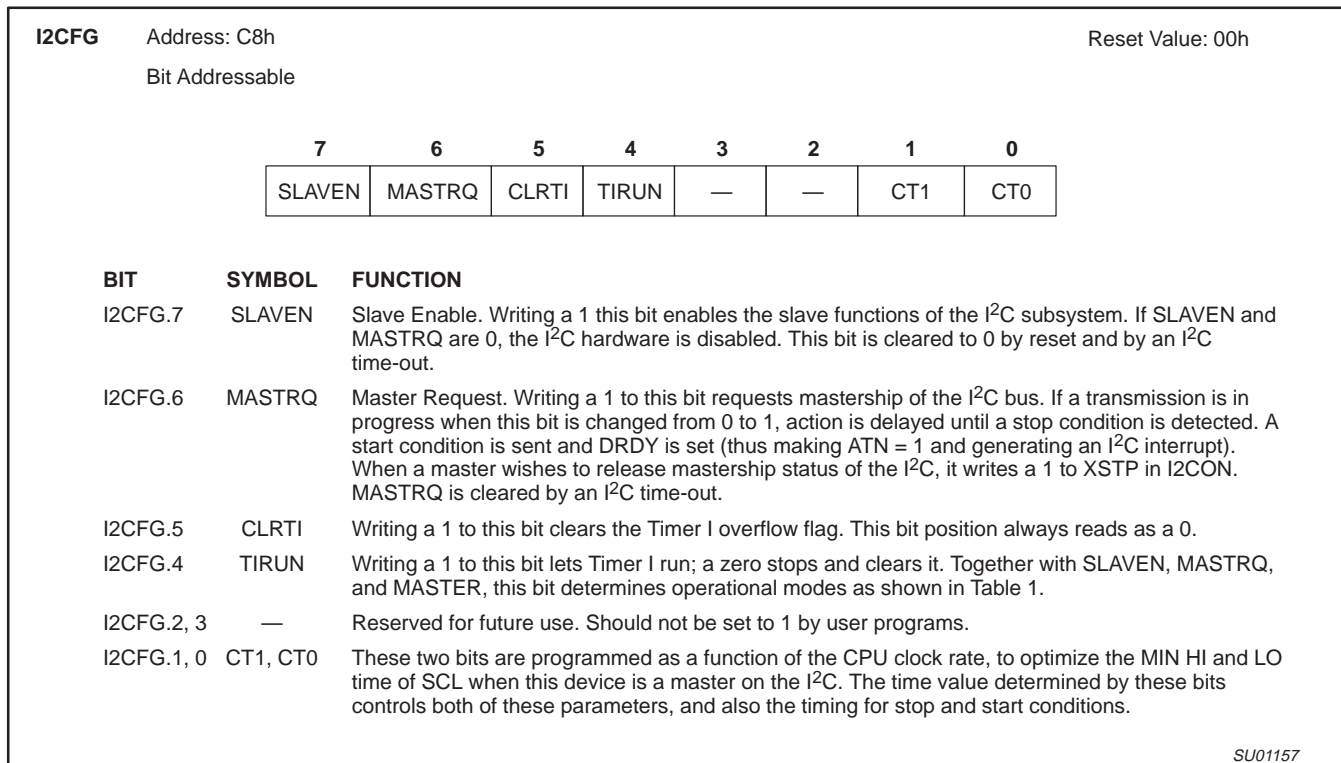 I2CFG Address: C8h Reset Value: 00h
Bit Addressable
7 6 5 4 3 2 1 0
SLAVEN MASTRQ CLRTI TIRUN — — CT1 CT0
BIT SYMBOL FUNCTION
I2CFG.7 SLAVEN Slave Enable. Writing a 1 this bit enables the slave functions of the I2C subsystem. If SLAVEN and
MASTRQ are 0, the I2C hardware is disabled. This bit is cleared to 0 by reset and by an I2C
time-out.
I2CFG.6 MASTRQ Master Request. Writing a 1 to this bit requests mastership of the I2C bus. If a transmission is in
progress when this bit is changed from 0 to 1, action is delayed until a stop condition is detected. A
start condition is sent and DRDY is set (thus making ATN = 1 and generating an I2C interrupt).
When a master wishes to release mastership status of the I2C, it writes a 1 to XSTP in I2CON.
MASTRQ is cleared by an I2C time-out.
I2CFG.5 CLRTI Writing a 1 to this bit clears the Timer I overflow flag. This bit position always reads as a 0.
I2CFG.4 TIRUN Writing a 1 to this bit lets Timer I run; a zero stops and clears it. Together with SLAVEN, MASTRQ,
and MASTER, this bit determines operational modes as shown in Table 1.
I2CFG.2, 3 — Reserved for future use. Should not be set to 1 by user programs.
I2CFG.1, 0 CT1, CT0 These two bits are programmed as a function of the CPU clock rate, to optimize the MIN HI and LO
time of SCL when this device is a master on the I2C. The time value determined by these bits
controls both of these parameters, and also the timing for stop and start conditions.
SU01157